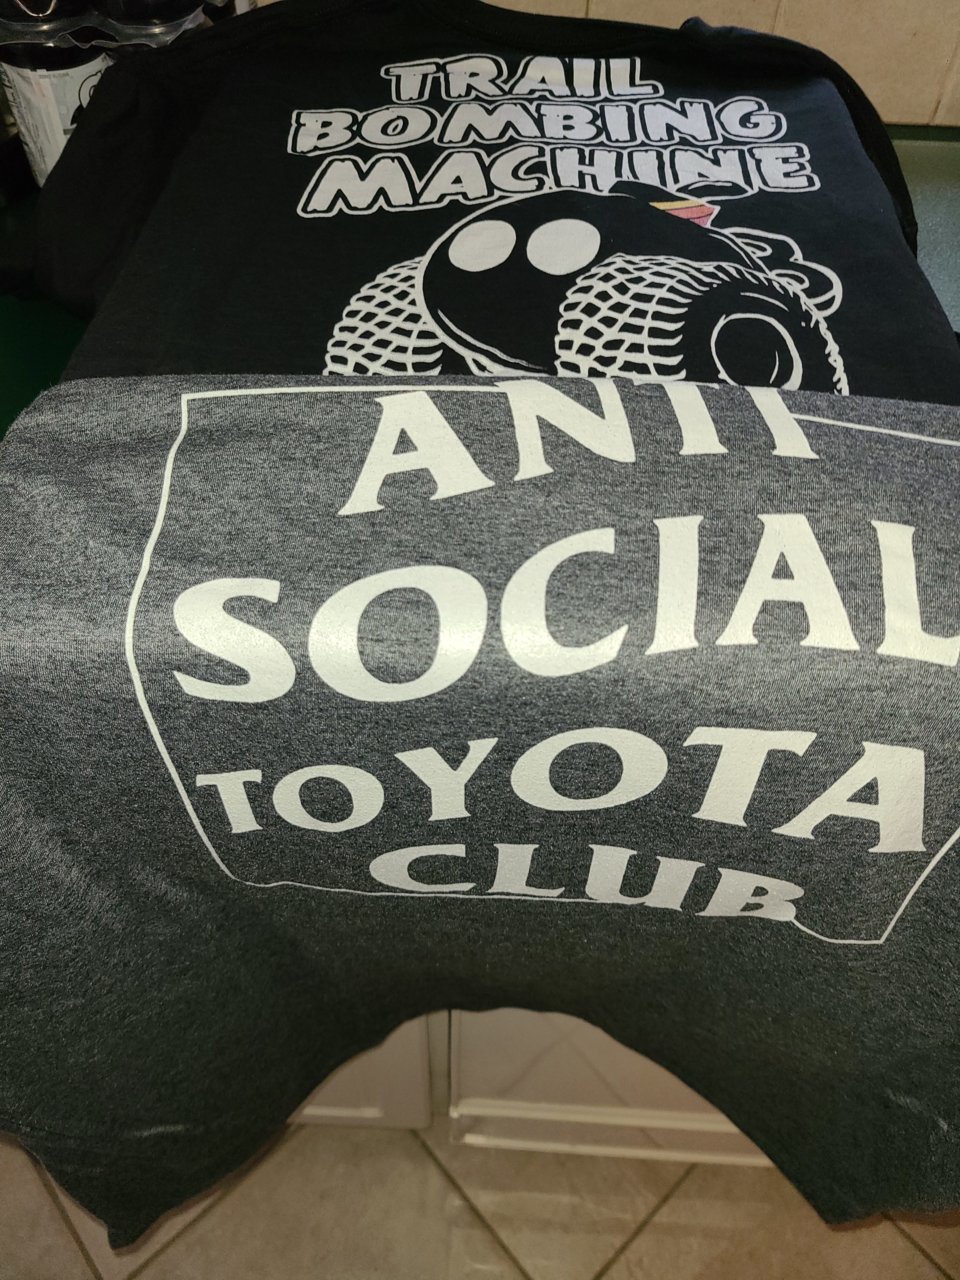 TRAIL
BOMBING
MACHINE
ANTI
SOCIAL
TOYOTA
CLUB